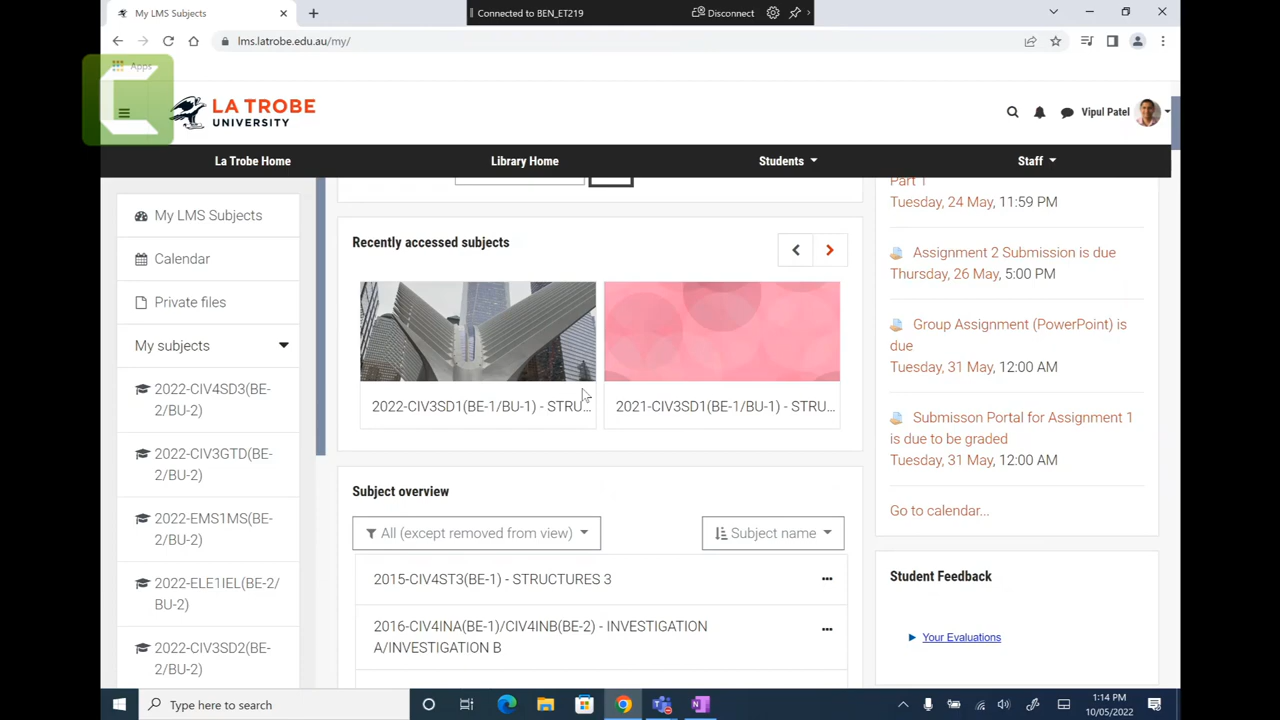 My LMS Subjects
Connected to BEN_ET219
Disconnect
lms.latrobe.edu.au/my/
Apps
LA TROBE
UNIVERSITY
Vipul Patel
La Trobe Home
Library Home
Students
Staff
My LMS Subjects
Calendar
Private files
My subjects
2022-CIV4SD3(BE-
2/BU-2)
2022-CIV3GTD(BE-
2/BU-2)
2022-EMS1MS(BE-
2/BU-2)
2022-ELE1IEL(BE-2/
BU-2)
2022-CIV3SD2(BE-
2/BU-2)
Recently accessed subjects
2022-CIV3SD1(BE-1/BU-1) - STRU...
2021-CIV3SD1(BE-1/BU-1) - STRU...
Subject overview
All (except removed from view)
Subject name
2015-CIV4ST3(BE-1) - STRUCTURES 3
2016-CIV4INA(BE-1)/CIV4INB(BE-2) - INVESTIGATION
A/INVESTIGATION B
Part 1
Tuesday, 24 May, 11:59 PM
Assignment 2 Submission is due
Thursday, 26 May, 5:00 PM
Group Assignment (PowerPoint) is
due
Tuesday, 31 May, 12:00 AM
Submisson Portal for Assignment 1
is due to be graded
Tuesday, 31 May, 12:00 AM
Go to calendar...
Student Feedback
Your Evaluations
Type here to search
1:14 PM
10/05/2022